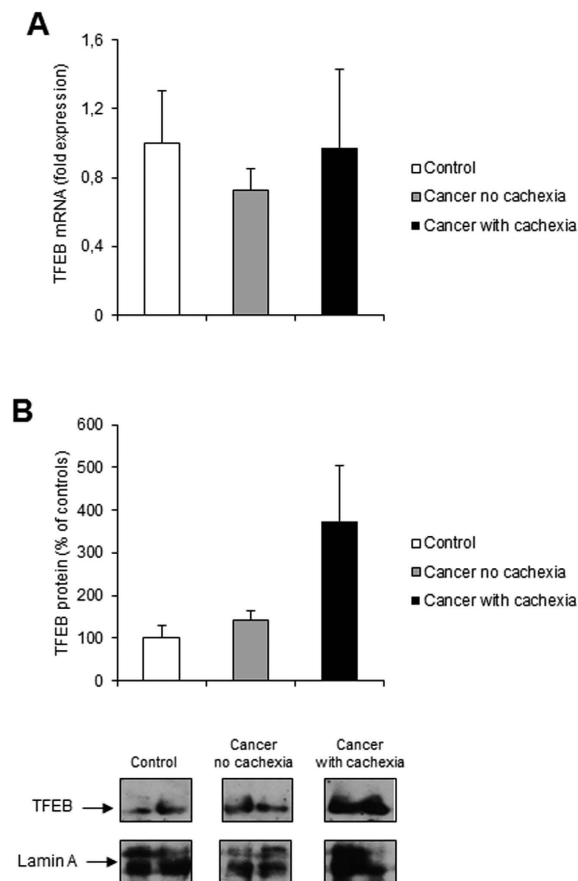 A
1,6
1,2
0,8
0,4
0
TFEB mRNA (fold expression)
Control
Cancer no cachexia
Cancer with cachexia
B
600
500
400
300
200
100
0
TFEB protein (% of controls)
Control
Cancer no cachexia
Cancer with cachexia
Control
Cancer
no cachexia
Cancer
with cachexia
TFEB
Lamin A